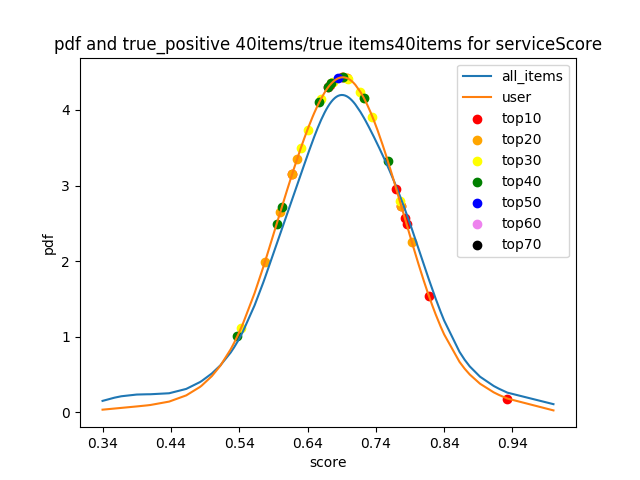 pdf and true_positive 40items/true items40items for serviceScore
all_items
user
top10
top20
top30
top40
top50
top60
top70
pdf
4
3
2
1
0
0.34 0.44 0.54 0.64 0.74 0.84 0.94
score